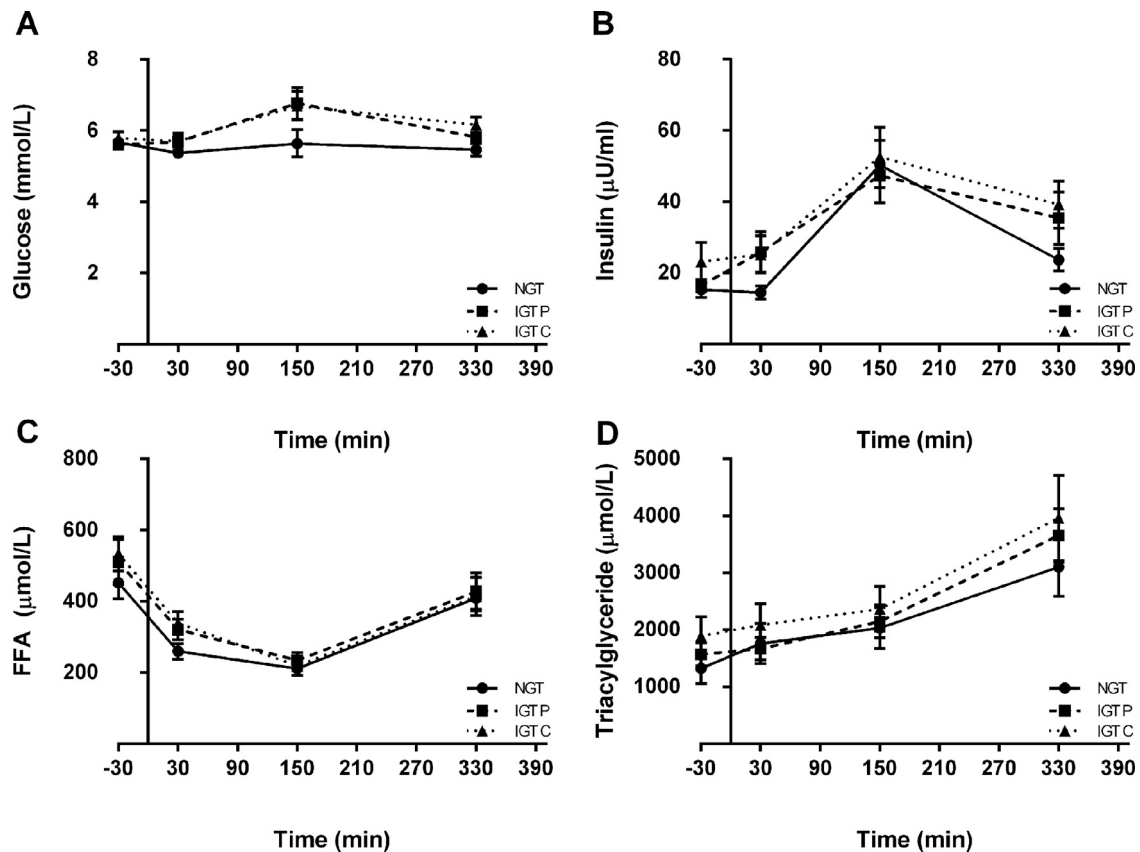 A
Glucose (mmol/L)
8
6
4
2
NGT
IGT P
IGT C
-30 30 90 150 210 270 330 390
Time (min)
B
Insulin (μU/ml)
80
60
40
20
NGT
IGT P
IGT C
-30 30 90 150 210 270 330 390
Time (min)
C
FFA (μmol/L)
800
600
400
200
NGT
IGT P
IGT C
-30 30 90 150 210 270 330 390
Time (min)
D
Triacylglyceride (μmol/L)
5000
4000
3000
2000
1000
NGT
IGT P
IGT C
-30 30 90 150 210 270 330 390
Time (min)